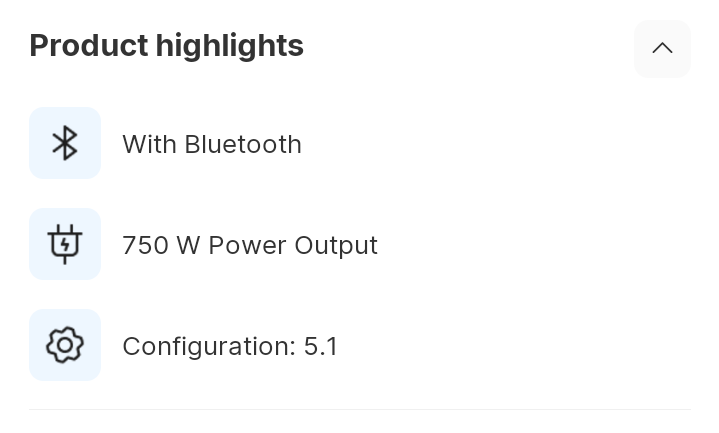 Product highlights
With Bluetooth
750 W Power Output
Configuration: 5.1